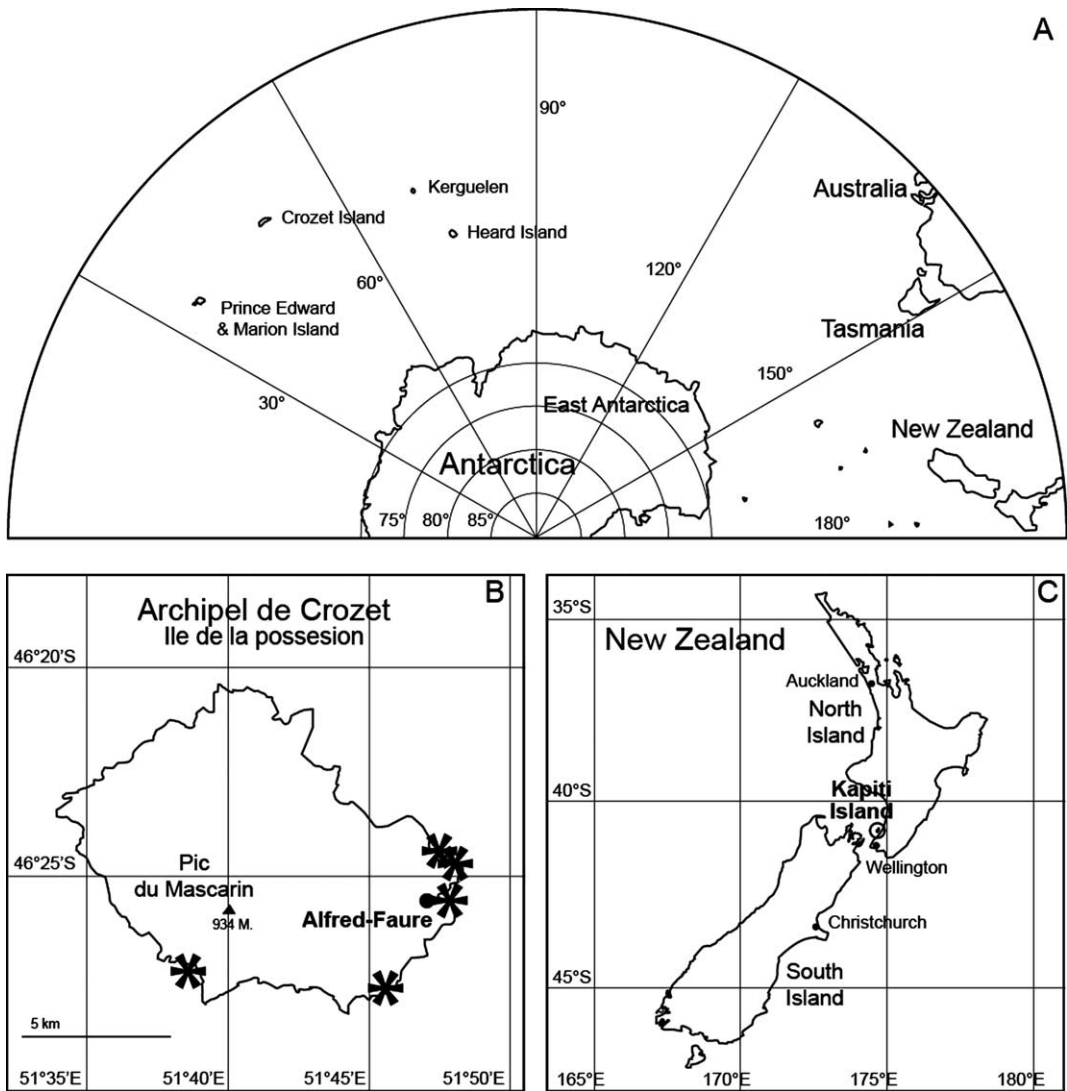 A
90°
Australia
Kerguelen
Crozet Island
Heard Island
120°
60°
Prince Edward
& Marion Island
Tasmania
150°
30°
East Antarctica
New Zealand
Antarctica
75°
80°
85°
180°
B
Archipel de Crozet
Ile de la possesion
46°20'S
46°25'S
Pic
du Mascarin
934 M.
Alfred-Faure
5 km
51°35'E
51°40'E
51°45'E
51°50'E
C
35°S
New Zealand
Auckland
North
Island
40°S
Kapiti
Island
Wellington
Christchurch
45°S
South
Island
165°E
170°E
175°E
180°E